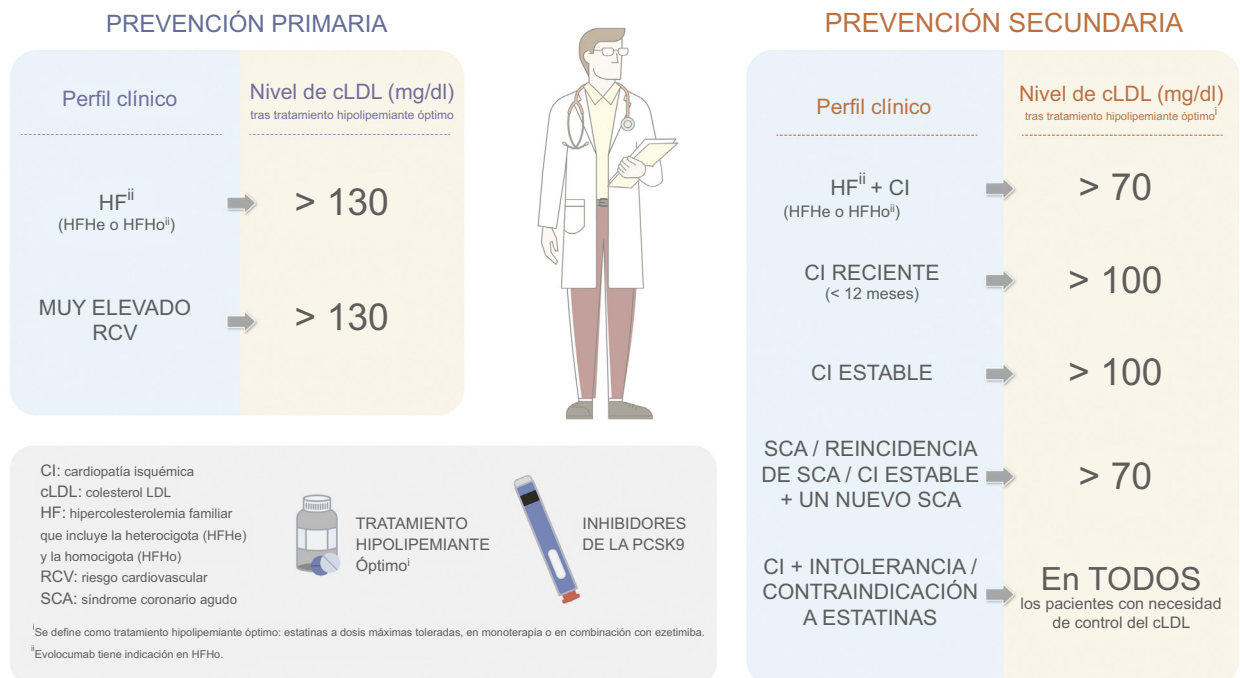 PREVENCIÓN PRIMARIA
Perfil clínico
Nivel de cLDL (mg/dl)
tras tratamiento hipolipemiante óptimo
HFii
(HFHe o HFHoii)
> 130
MUY ELEVADO
RCV
> 130
PREVENCIÓN SECUNDARIA
Perfil clínico
Nivel de cLDL (mg/dl)
tras tratamiento hipolipemiante óptimoi
HFii + CI
(HFHe o HFHoii)
> 70
CI RECIENTE
(< 12 meses)
> 100
CI ESTABLE
> 100
SCA / REINCIDENCIA
DE SCA / CI ESTABLE
+ UN NUEVO SCA
> 70
CI + INTOLERANCIA /
CONTRAINDICACIÓN
A ESTATINAS
En TODOS
los pacientes con necesidad
de control del cLDL
CI: cardiopatía isquémica
cLDL: colesterol LDL
HF: hipercolesterolemia familiar
que incluye la heterocigota (HFHe)
y la homocigota (HFHo)
RCV: riesgo cardiovascular
SCA: síndrome coronario agudo
TRATAMIENTO
HIPOLIPEMIANTE
Óptimoi
INHIBIDORES
DE LA PCSK9
iSe define como tratamiento hipolipemiante óptimo: estatinas a dosis máximas toleradas, en monoterapia o en combinación con ezetimiba.
iiEvolocumab tiene indicación en HFHo.